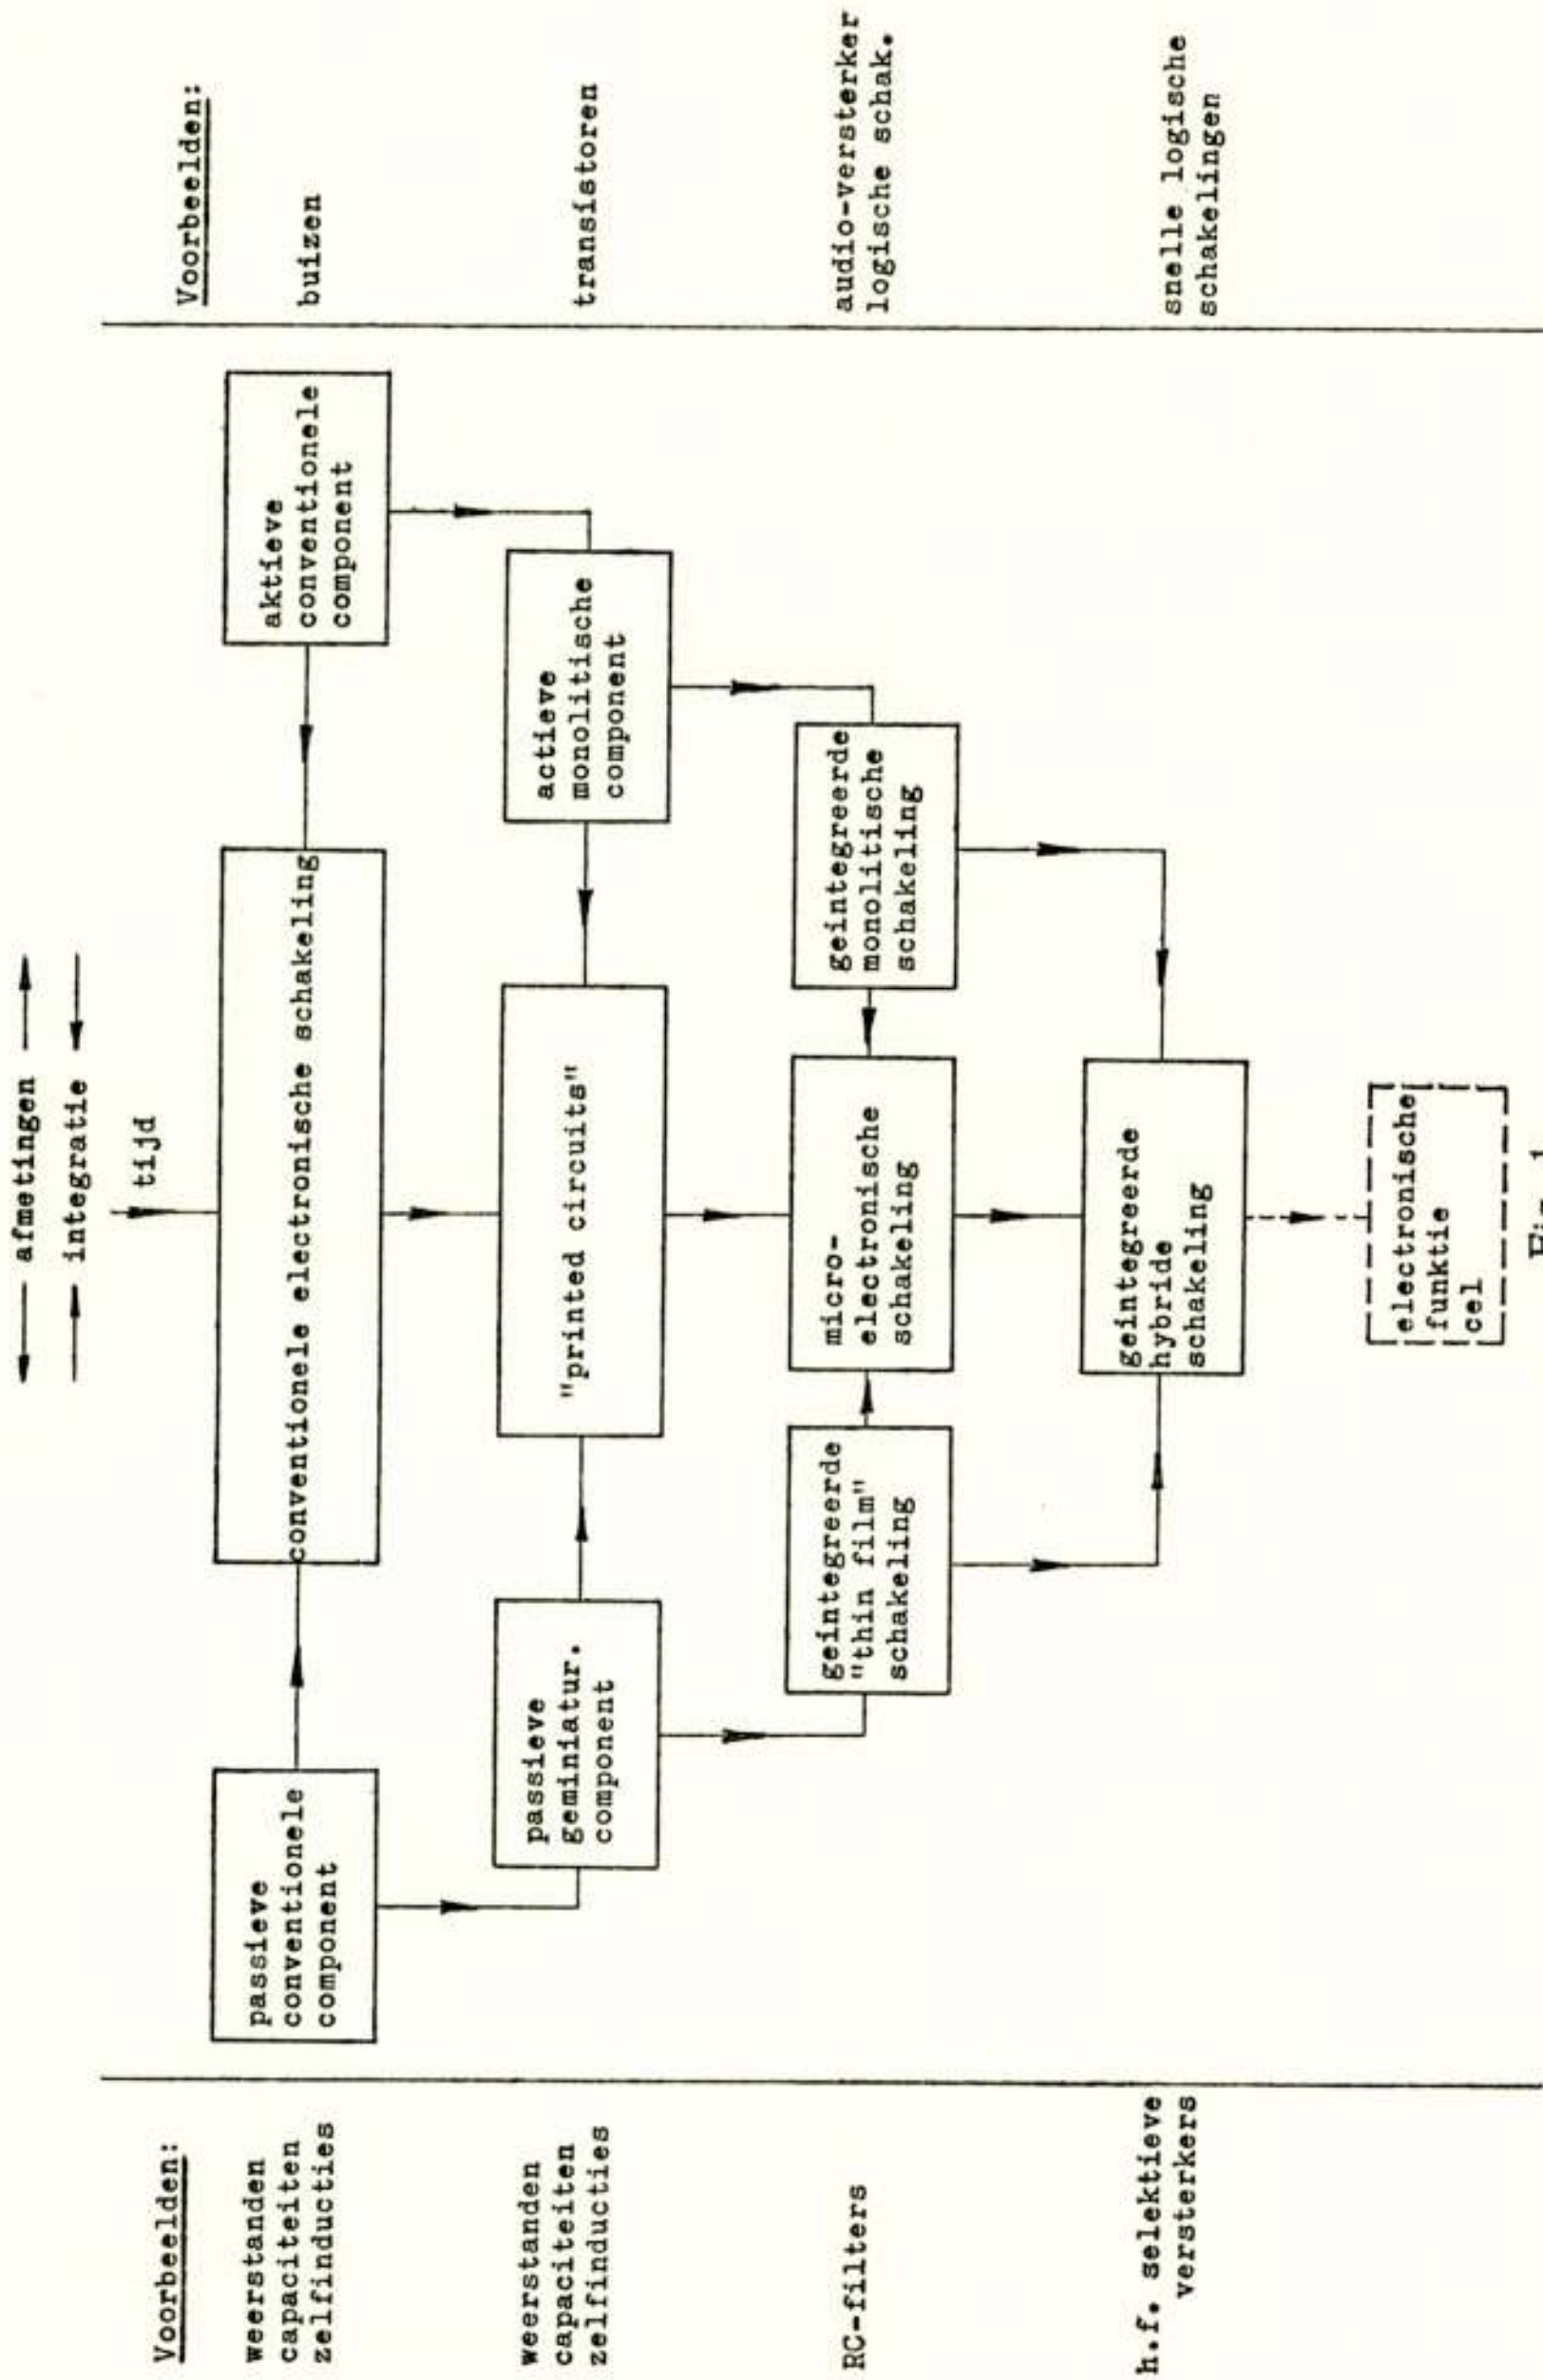 afmetingen
integratie
tijd
Voorbeelden:
Voorbeelden:
weerstanden
capaciteiten
zelfinducties
passieve
conventionele
component
conventionele electronische schakeling
aktieve
conventionele
component
buizen
weerstanden
capaciteiten
zelfinducties
passieve
geminiatur.
component
"printed circuits"
actieve
monolitische
component
transistoren
RC-filters
geintegreerde
"thin film"
schakeling
micro-
electronische
schakeling
geintegreerde
monolitische
schakeling
audio-versterker
logische schak.
h.f. selektieve
versterkers
geintegreerde
hybride
schakeling
snelle logische
schakelingen
electronische
funktie
cel